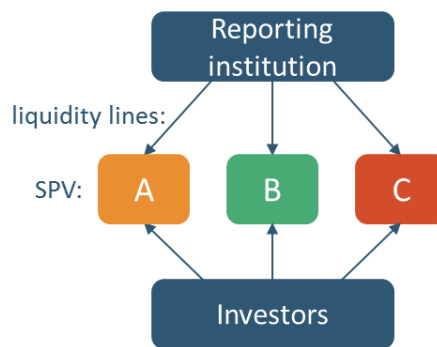 Reporting
institution
liquidity lines:
SPV:
A
B
C
Investors